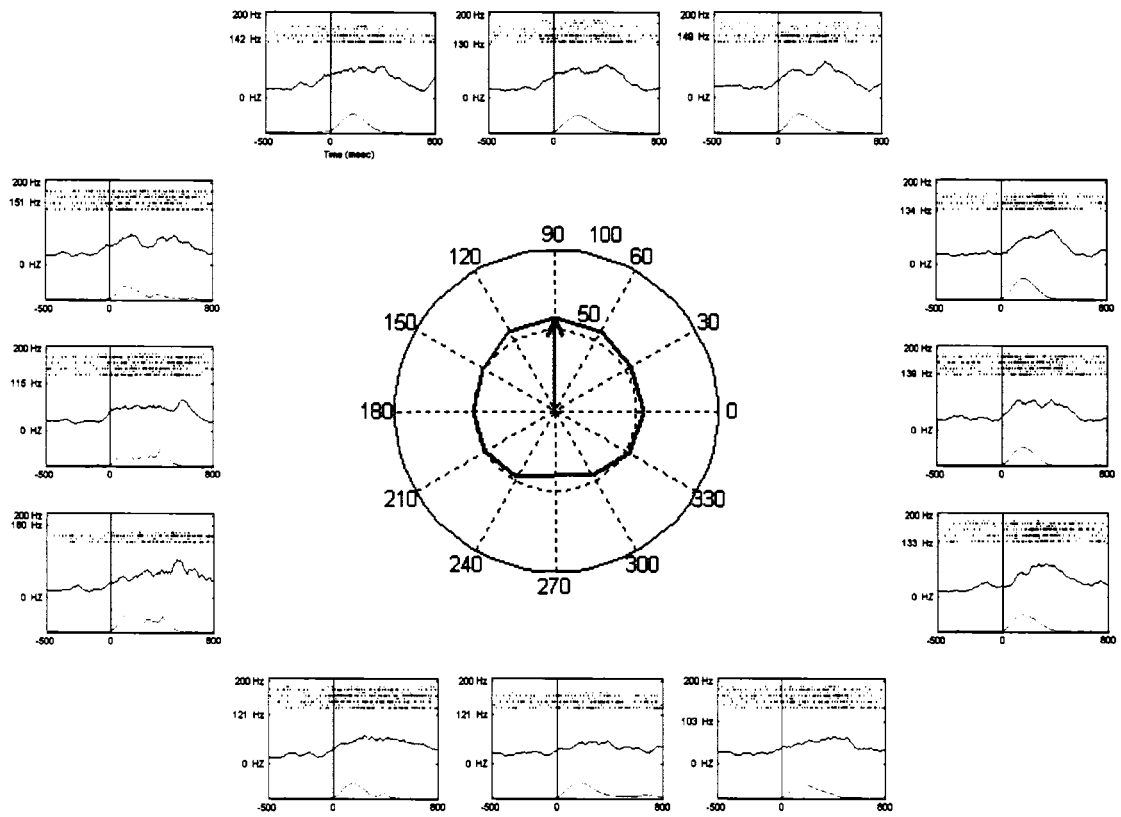 200 Hz
142 Hz
0 HZ
-500 0 800
Time (msec)
200 Hz
130 Hz
0 HZ
-500 0 800
200 Hz
149 Hz
0 HZ
-500 0 800
200 Hz
151 Hz
0 HZ
-500 0 800
200 Hz
134 Hz
0 HZ
-500 0 800
200 Hz
115 Hz
0 HZ
-500 0 800
200 Hz
139 Hz
0 HZ
-500 0 800
200 Hz
180 Hz
0 HZ
-500 0 800
200 Hz
133 Hz
0 HZ
-500 0 800
90 100
120 60
50
150 30
180 0
210 330
240 300
270
200 Hz
121 Hz
0 HZ
-500 0 800
200 Hz
121 Hz
0 HZ
-500 0 800
200 Hz
103 Hz
0 HZ
-500 0 800